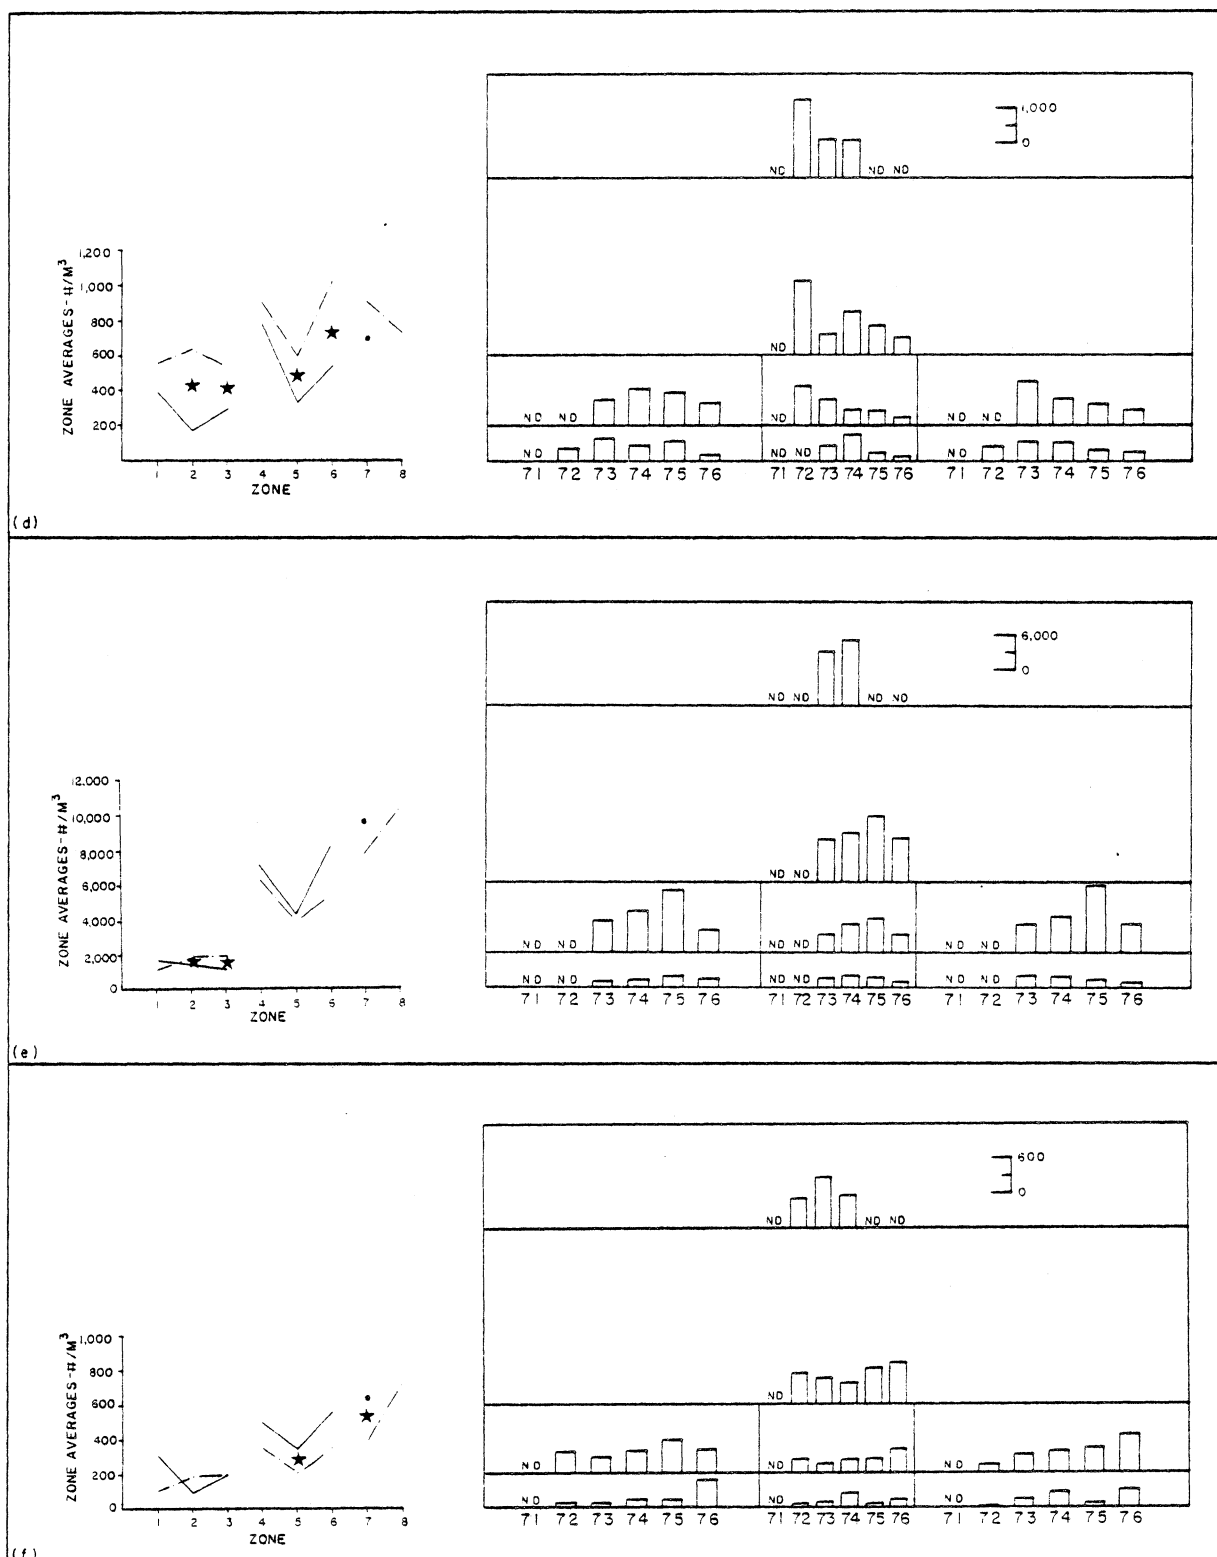 1,000
0
ND
ND ND
1,200
1,000
800
600
400
200
ZONE AVERAGES-#/M³
1 2 3 4 5 6 7 8
ZONE
ND
ND ND
ND ND
ND
ND ND
ND
71 72 73 74 75 76
71 72 73 74 75 76
71 72 73 74 75 76
(d)
6,000
0
ND ND
ND ND
12,000
10,000
8,000
6,000
4,000
2,000
0
ZONE AVERAGES-#/M³
1 2 3 4 5 6 7 8
ZONE
ND ND
ND ND
ND ND
ND ND
ND ND
ND ND
ND ND
71 72 73 74 75 76
71 72 73 74 75 76
71 72 73 74 75 76
(e)
600
0
ND
ND ND
1,000
800
600
400
200
0
ZONE AVERAGES-#/M³
1 2 3 4 5 6 7 8
ZONE
ND
ND
ND
ND
ND
ND
ND
71 72 73 74 75 76
71 72 73 74 75 76
71 72 73 74 75 76
(f)